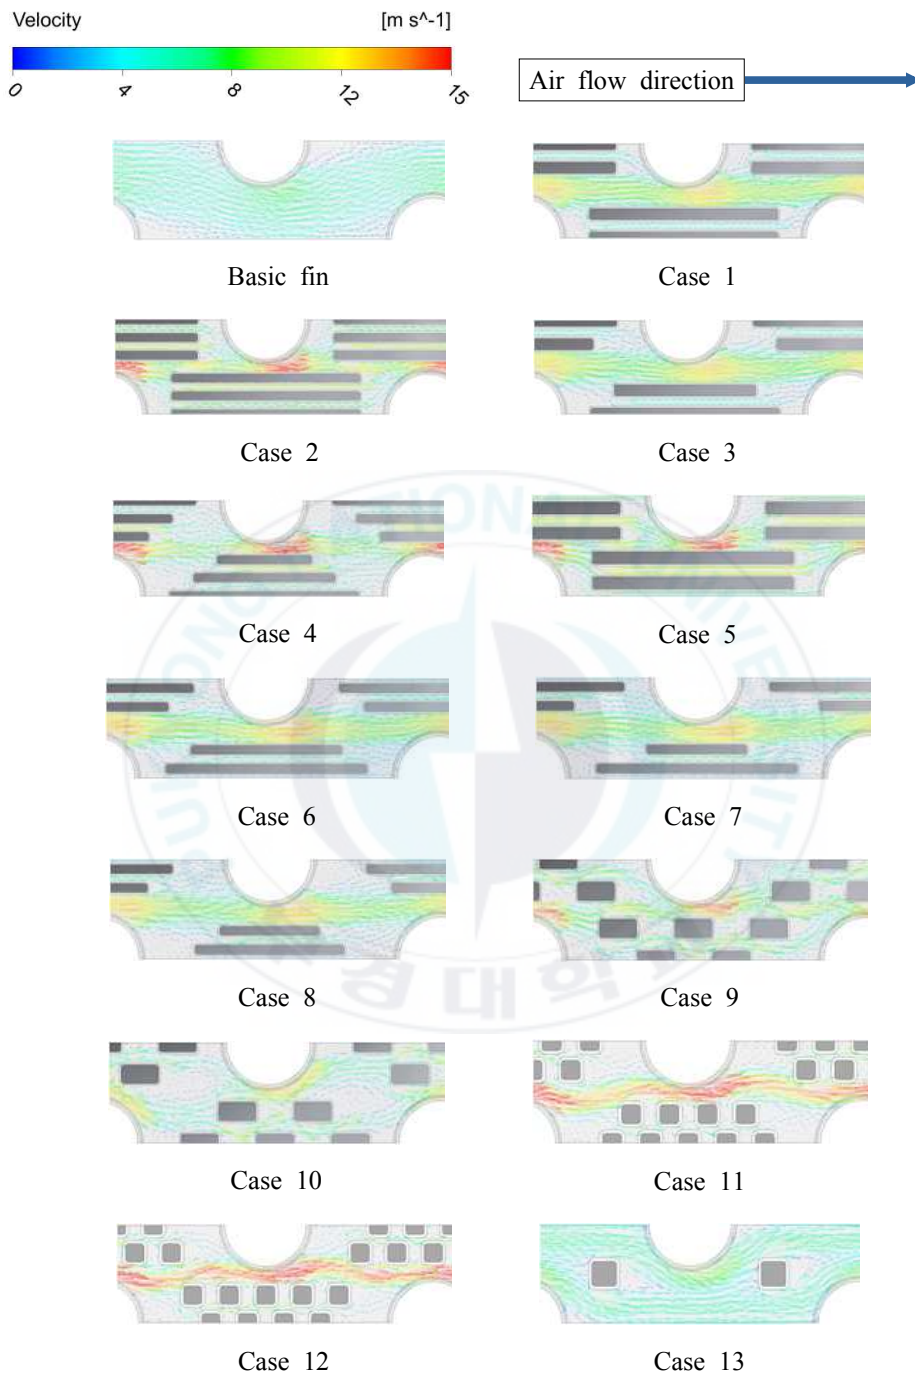 Velocity [m s^-1]
0 4 8 12 15
Air flow direction
Basic fin Case 1
Case 2 Case 3
Case 4 Case 5
Case 6 Case 7
Case 8 Case 9
Case 10 Case 11
Case 12 Case 13